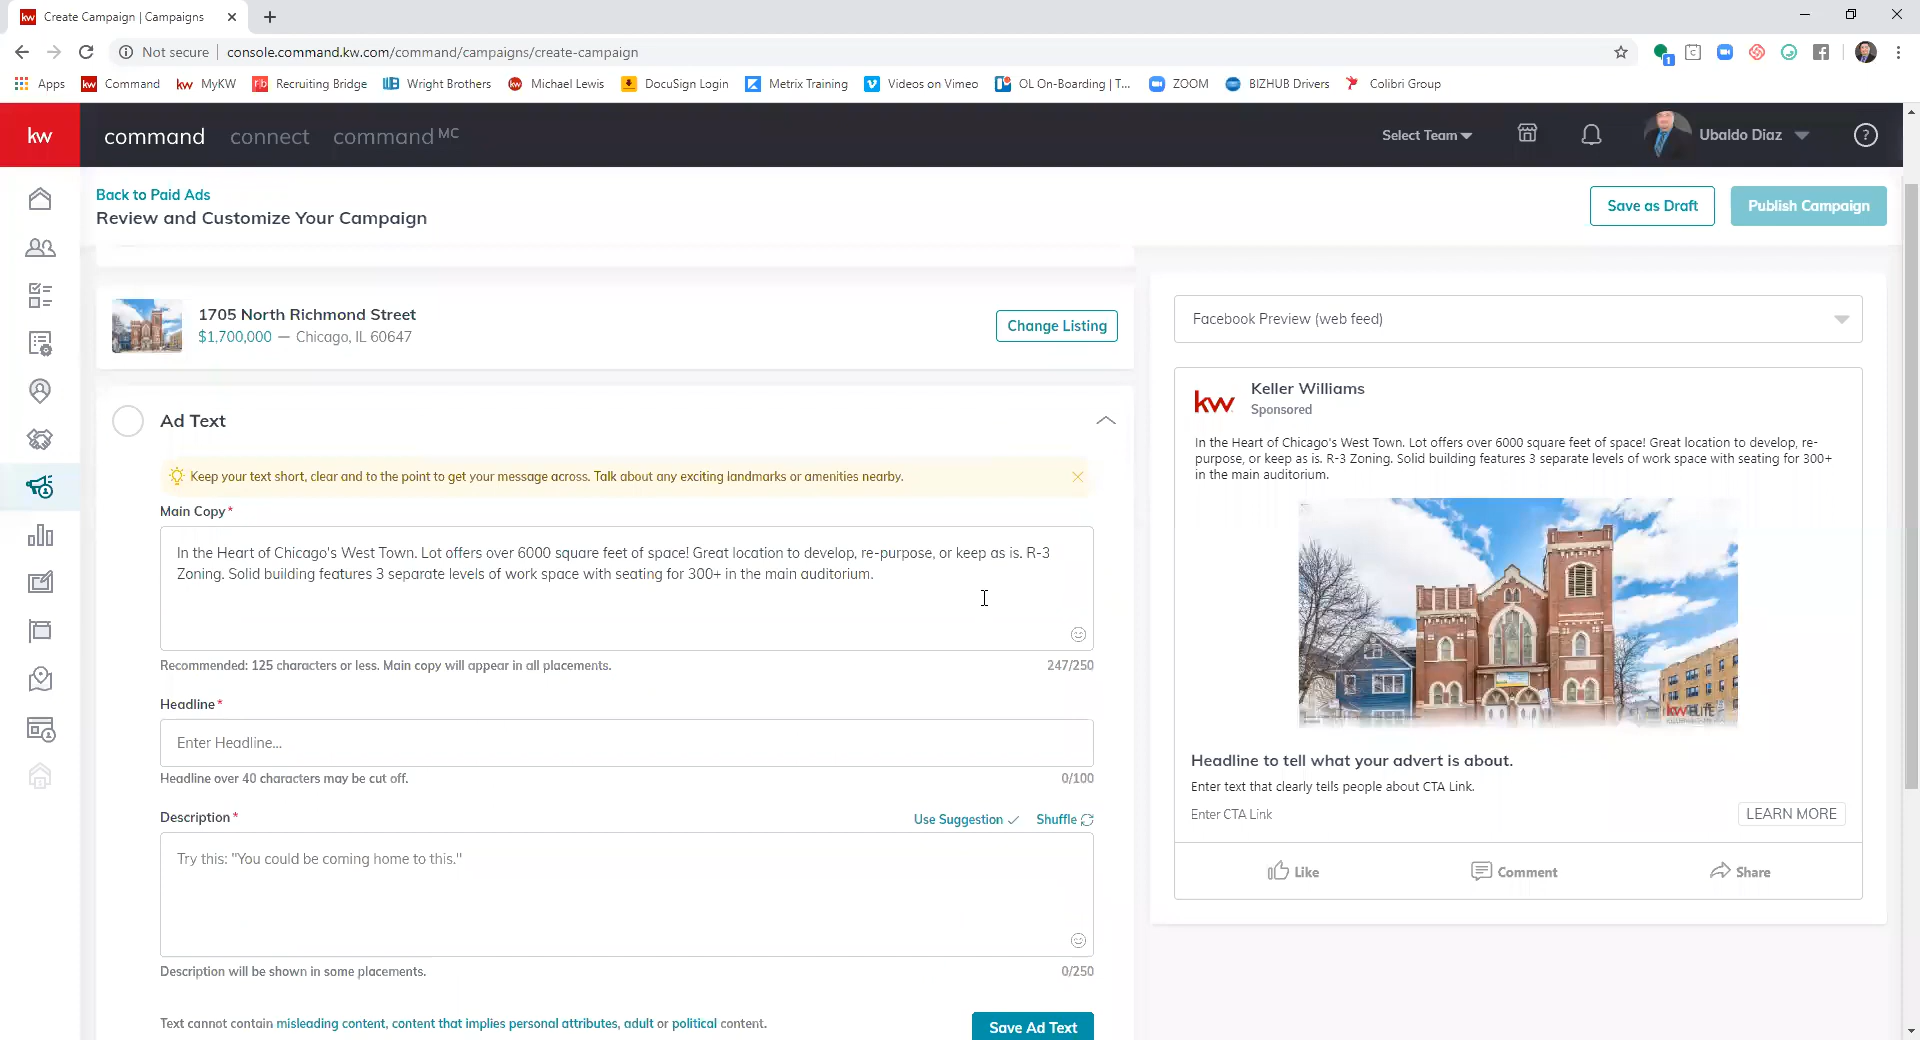 kw Create Campaign | Campaigns
Not secure console.command.kw.com/command/campaigns/create-campaign
1
Apps kw Command kw MyKW rb Recruiting Bridge Wright Brothers kw Michael Lewis DocuSign Login Metrix Training Videos on Vimeo OL On-Boarding | T... ZOOM BIZHUB Drivers Colibri Group
kw command connect command MC Select Team Ubaldo Diaz ?
Back to Paid Ads
Review and Customize Your Campaign
Save as Draft
Publish Campaign
1705 North Richmond Street
$1,700,000 — Chicago, IL 60647
Change Listing
Ad Text
Keep your text short, clear and to the point to get your message across. Talk about any exciting landmarks or amenities nearby.
Main Copy*
In the Heart of Chicago's West Town. Lot offers over 6000 square feet of space! Great location to develop, re-purpose, or keep as is. R-3
Zoning. Solid building features 3 separate levels of work space with seating for 300+ in the main auditorium.
Recommended: 125 characters or less. Main copy will appear in all placements. 247/250
Headline*
Enter Headline...
Headline over 40 characters may be cut off. 0/100
Description* Use Suggestion Shuffle
Try this: "You could be coming home to this."
Description will be shown in some placements. 0/250
Text cannot contain misleading content, content that implies personal attributes, adult or political content.
Save Ad Text
Facebook Preview (web feed)
kw Keller Williams
Sponsored
In the Heart of Chicago's West Town. Lot offers over 6000 square feet of space! Great location to develop, re-
purpose, or keep as is. R-3 Zoning. Solid building features 3 separate levels of work space with seating for 300+
in the main auditorium.
kw ELITE
Headline to tell what your advert is about.
Enter text that clearly tells people about CTA Link.
Enter CTA Link LEARN MORE
Like Comment Share